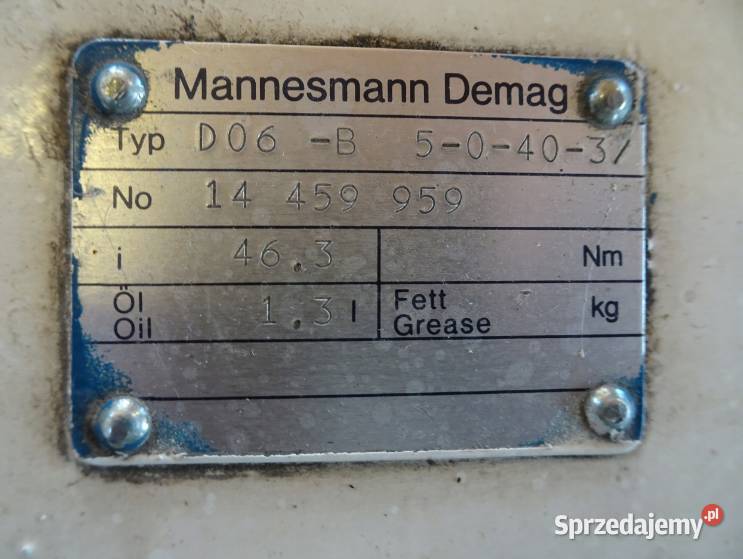 Mannesmann Demag
Typ D06 -B 5-0-40-3/
No 14 459 959
i 46.3 Nm
Öl 1.3 l Fett kg
Oil Grease
Sprzedajemy.pl